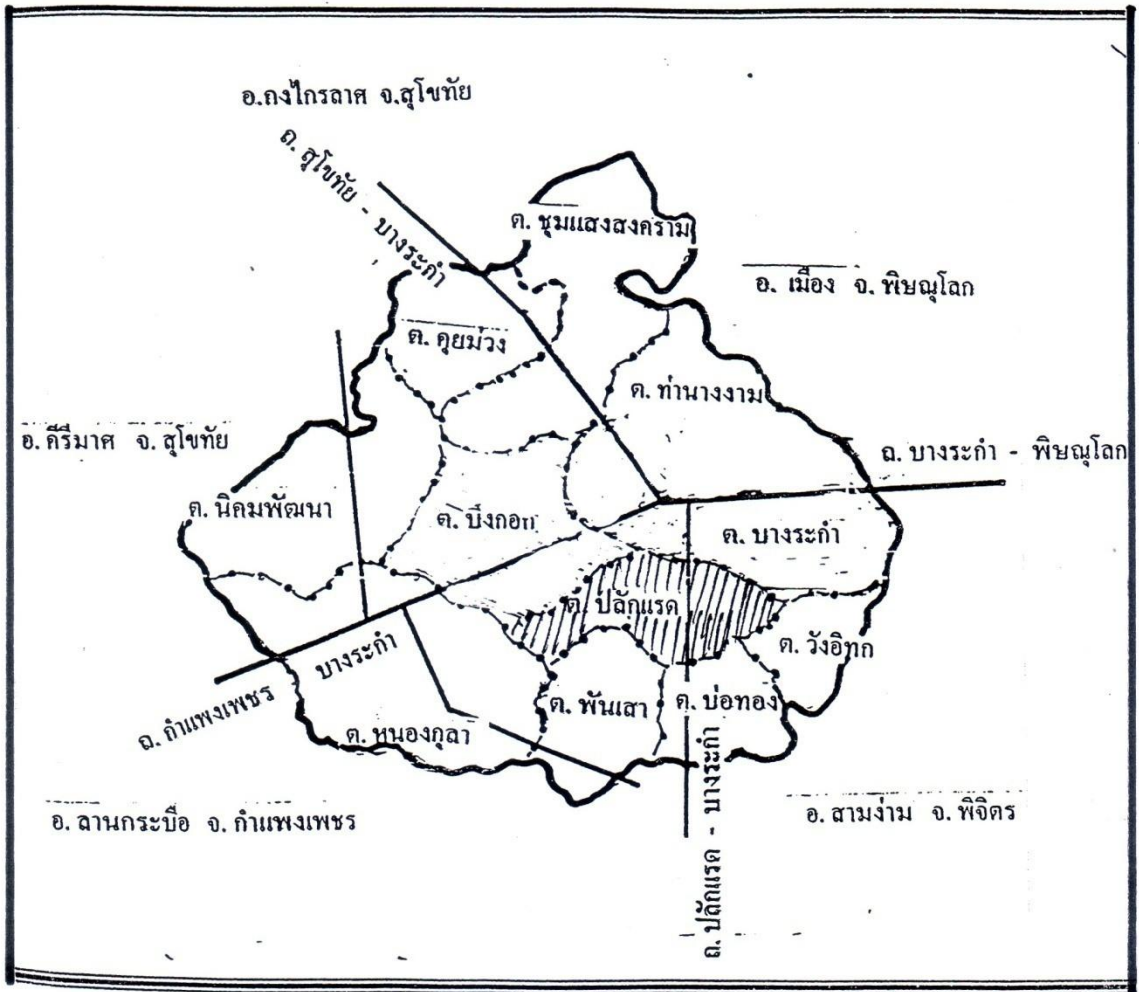 อ.กงไกรลาศ จ.สุโขทัย
ถ. สุโขทัย - บางระกำ
ต. ชุมแสงสงคราม
อ. เมือง จ. พิษณุโลก
ต. คุยม่วง
ต. ท่านางงาม
อ. คีรีมาศ จ. สุโขทัย
ถ. บางระกำ - พิษณุโลก
ต. นิคมพัฒนา
ต. บึงกอก
ต. บางระกำ
ต. ปลักแรด
ต. วังอิทก
ถ. กำแพงเพชร บางระกำ
ต. พันเสา
ต. บ่อทอง
ต. หนองกุลา
อ. ลานกระบือ จ. กำแพงเพชร
อ. สามง่าม จ. พิจิตร
ถ. ปลักแรด - บางระกำ